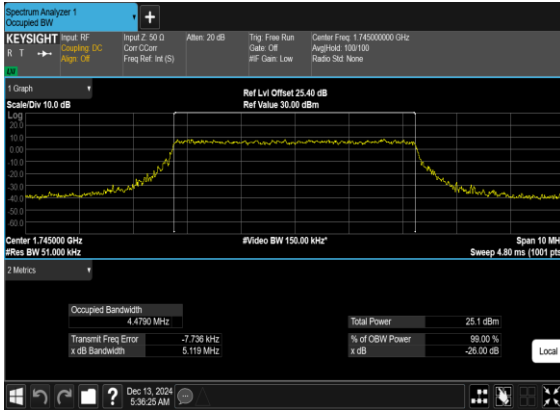 Spectrum Analyzer 1
Occupied BW
+
KEYSIGHT
R T
Input: RF
Coupling: DC
Align: Off
Input Z: 50 Ω
Corr CCorr
Freq Ref: Int (S)
Atten: 20 dB
Trig: Free Run
Gate: Off
#IF Gain: Low
Center Freq: 1.745000000 GHz
Avg|Hold: 100/100
Radio Std: None
1 Graph
Scale/Div 10.0 dB
Ref Lvl Offset 25.40 dB
Ref Value 30.00 dBm
Log
20.0
10.0
0.00
-10.0
-20.0
-30.0
-40.0
-50.0
-60.0
Center 1.745000 GHz
#Video BW 150.00 kHz*
Span 10 MH
#Res BW 51.000 kHz
Sweep 4.80 ms (1001 pts
2 Metrics
Occupied Bandwidth
4.4790 MHz
Total Power 25.1 dBm
Transmit Freq Error -7.736 kHz
% of OBW Power 99.00 %
x dB Bandwidth 5.119 MHz
x dB -26.00 dB
Local
?
Dec 13, 2024
5:36:25 AM